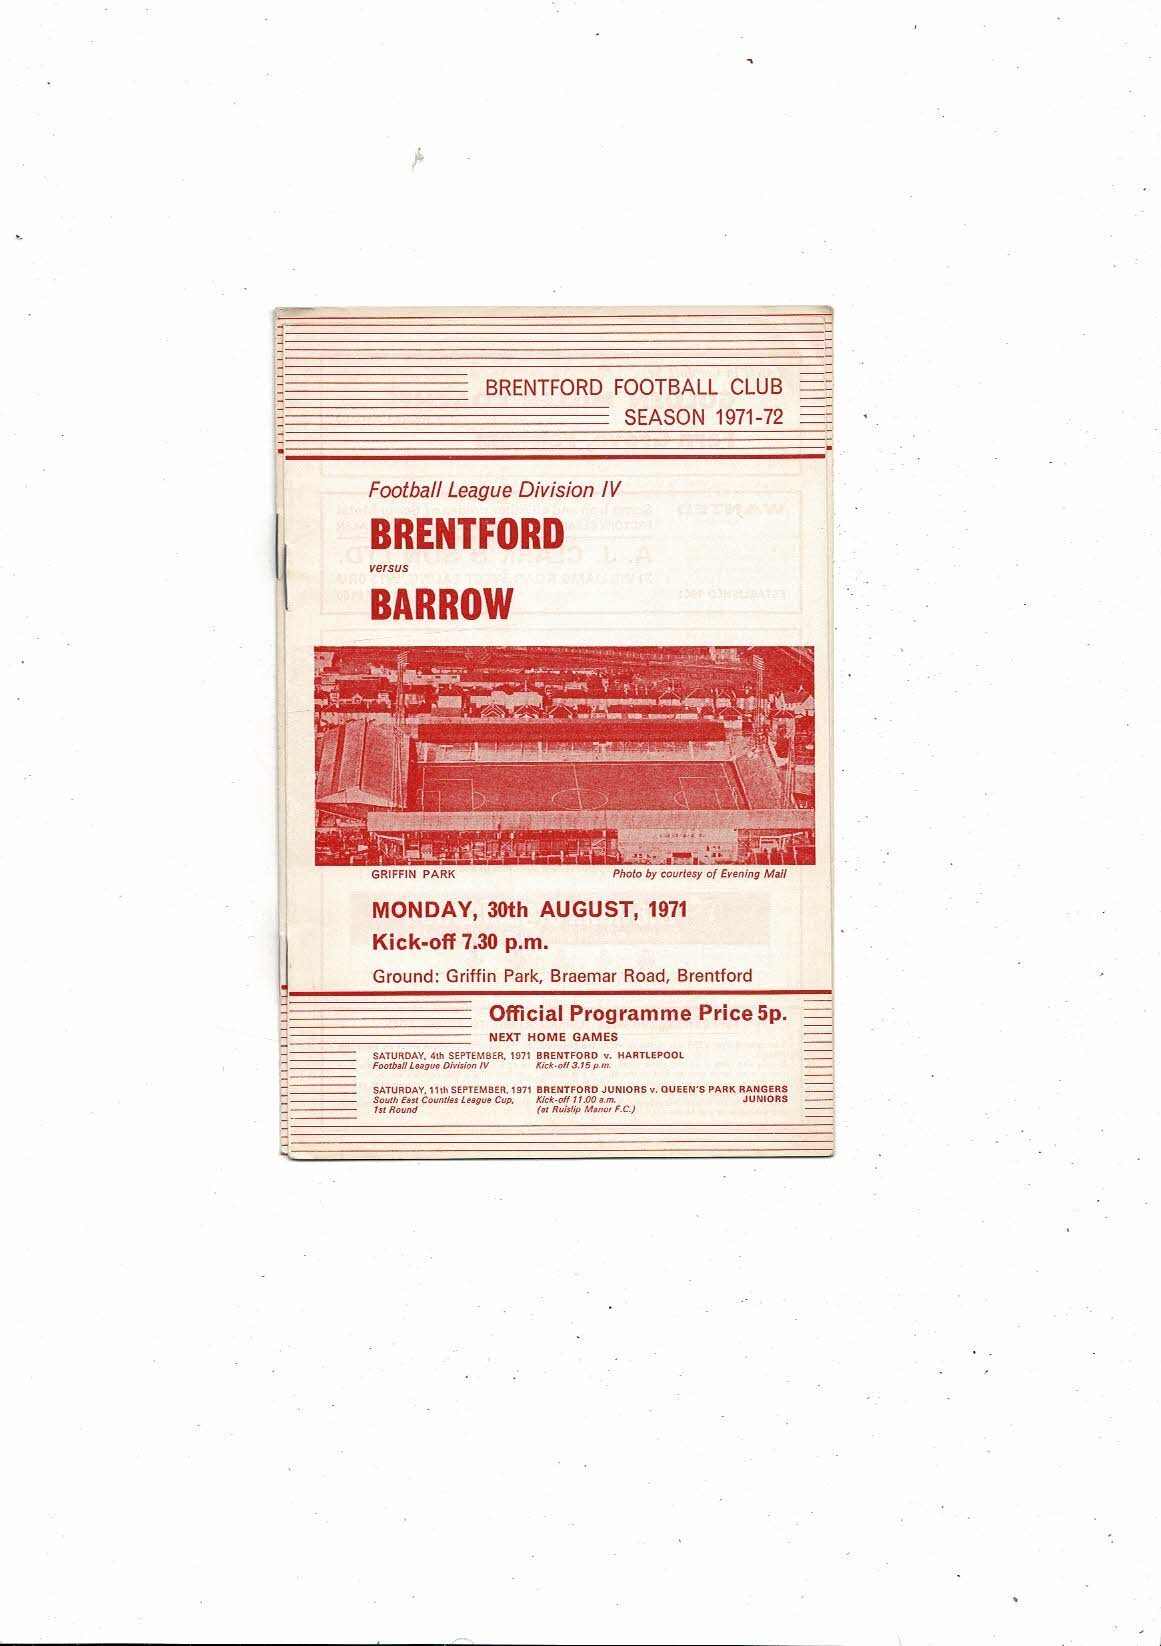 BRENTFORD FOOTBALL CLUB
SEASON 1971-72
Football League Division IV
BRENTFORD
versus
BARROW
GRIFFIN PARK
Photo by courtesy of Evening Mail
MONDAY, 30th AUGUST, 1971
Kick-off 7.30 p.m.
Ground: Griffin Park, Braemar Road, Brentford
Official Programme Price 5p.
NEXT HOME GAMES
SATURDAY, 4th SEPTEMBER, 1971 BRENTFORD v. HARTLEPOOL
Football League Division IV Kick-off 3.15 p.m.
SATURDAY, 11th SEPTEMBER, 1971 BRENTFORD JUNIORS v. QUEEN'S PARK RANGERS
South East Counties League Cup, Kick-off 11.00 a.m. JUNIORS
1st Round (at Ruislip Manor F.C.)